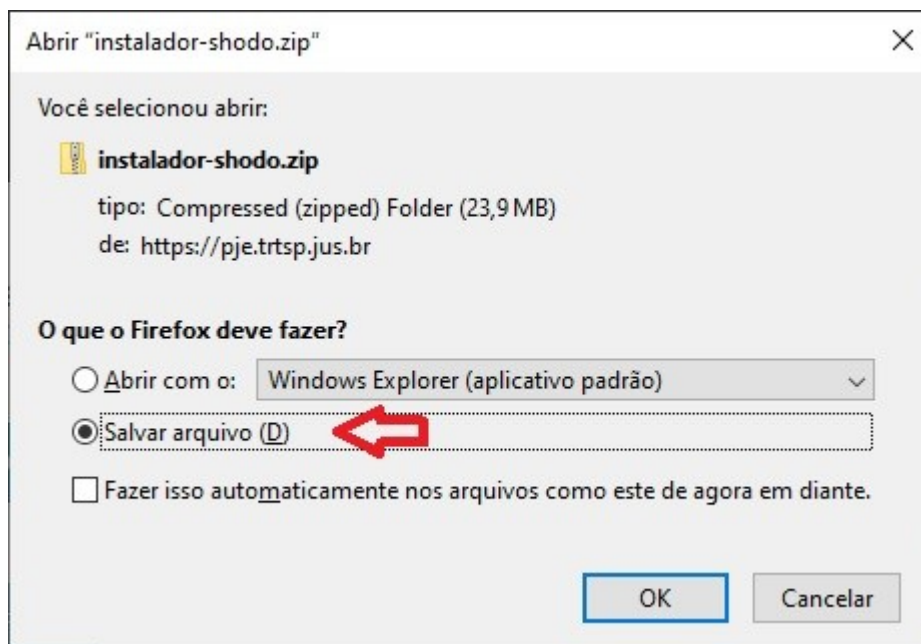 Abrir “instalador-shodo.zip”
Você selecionou abrir:
instalador-shodo.zip
tipo: Compressed (zipped) Folder (23,9 MB)
de: https://pje.trtsp.jus.br
O que o Firefox deve fazer?
Abrir com o: Windows Explorer (aplicativo padrão)
Salvar arquivo (D)
Fazer isso automaticamente nos arquivos como este de agora em diante.
OK Cancelar